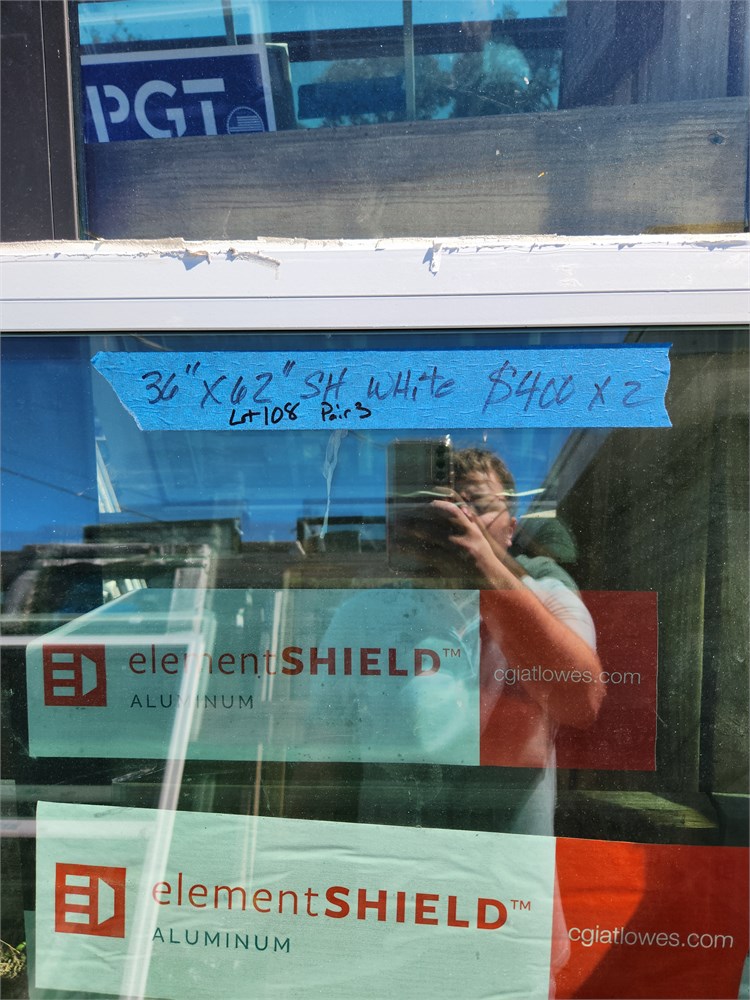 PGT
36" X 62" SH WHite $400 X 2
Lot 108 Pair 3
elementSHIELD™
ALUMINUM
cgiatlowes.com
elementSHIELD™
ALUMINUM
cgiatlowes.com